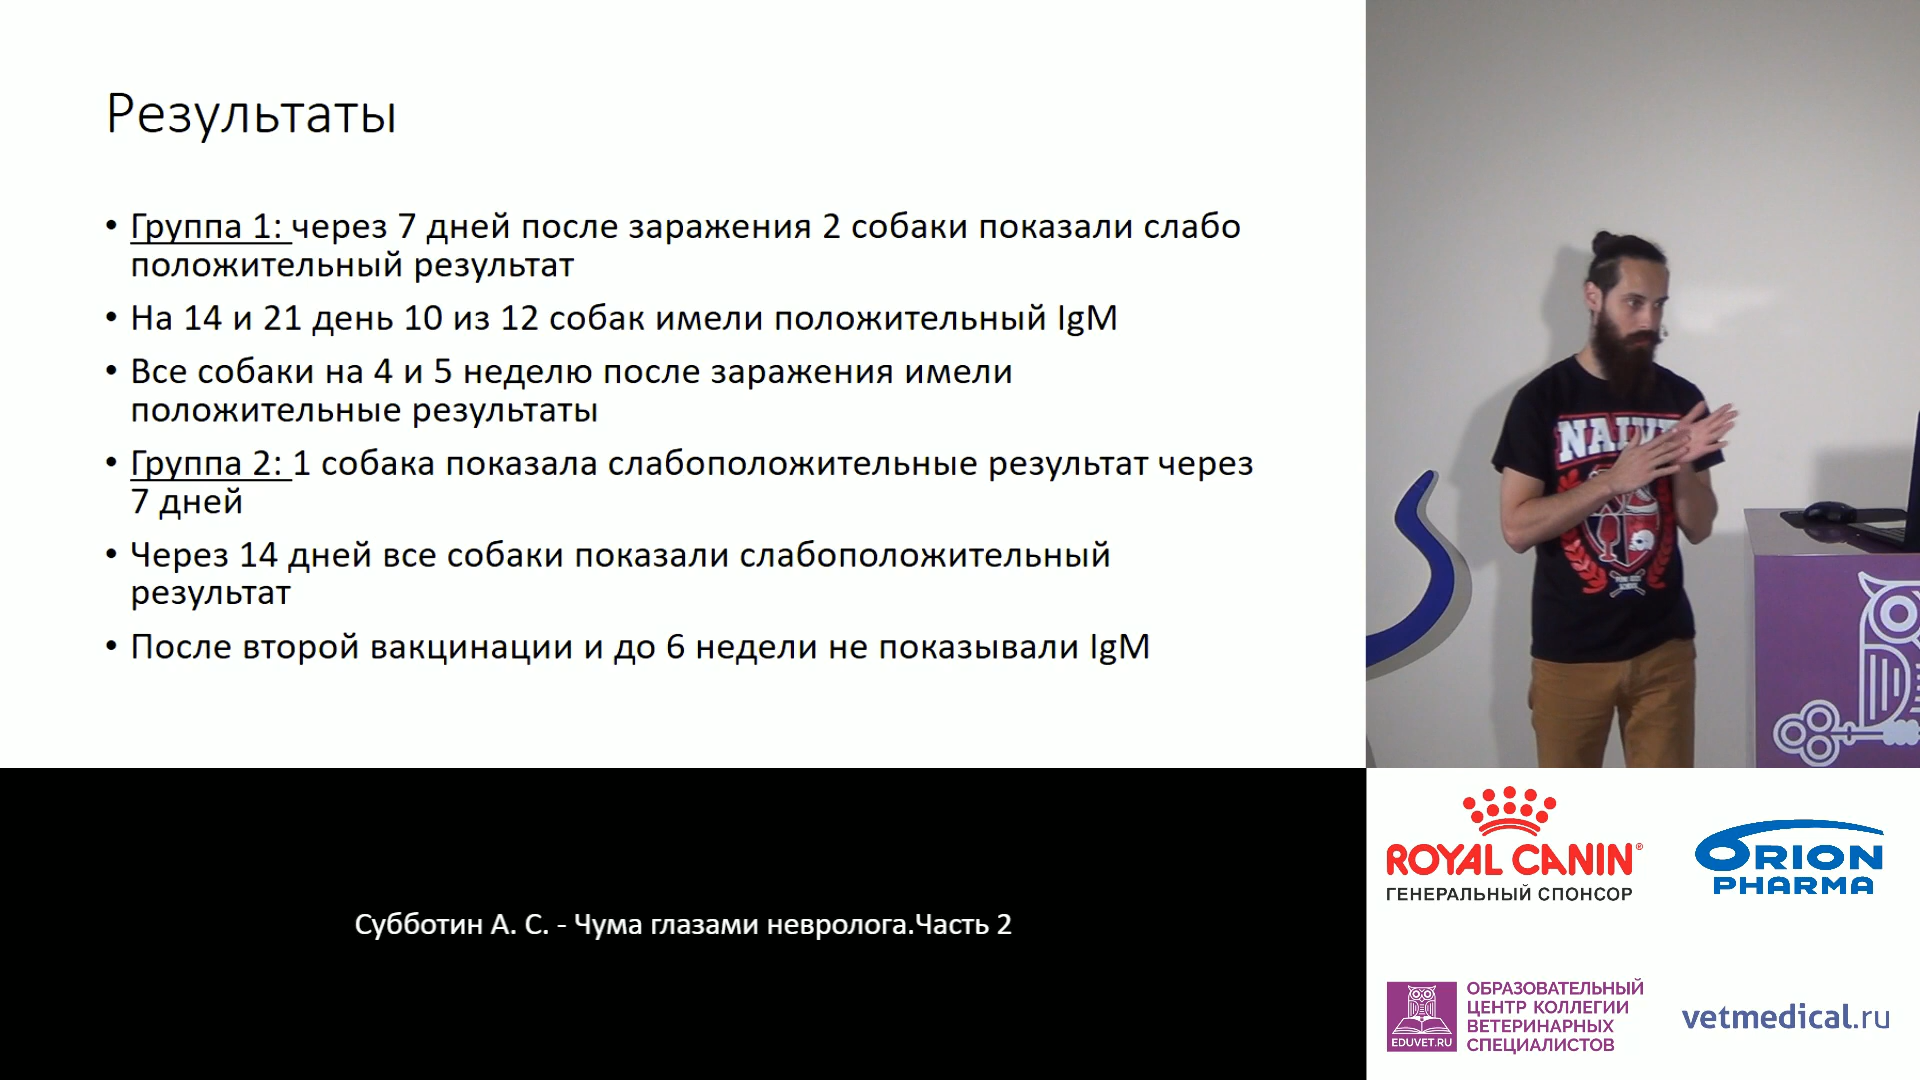 Результаты
• Группа 1: через 7 дней после заражения 2 собаки показали слабо
положительный результат
• На 14 и 21 день 10 из 12 собак имели положительный IgM
• Все собаки на 4 и 5 неделю после заражения имели
положительные результаты
• Группа 2: 1 собака показала слабоположительные результат через
7 дней
• Через 14 дней все собаки показали слабоположительный
результат
• После второй вакцинации и до 6 недели не показывали IgM
Субботин А. С. - Чума глазами невролога.Часть 2
ROYAL CANIN®
ГЕНЕРАЛЬНЫЙ СПОНСОР
ORION
PHARMA
EDUVET.RU
ОБРАЗОВАТЕЛЬНЫЙ
ЦЕНТР КОЛЛЕГИИ
ВЕТЕРИНАРНЫХ
СПЕЦИАЛИСТОВ
vetmedical.ru